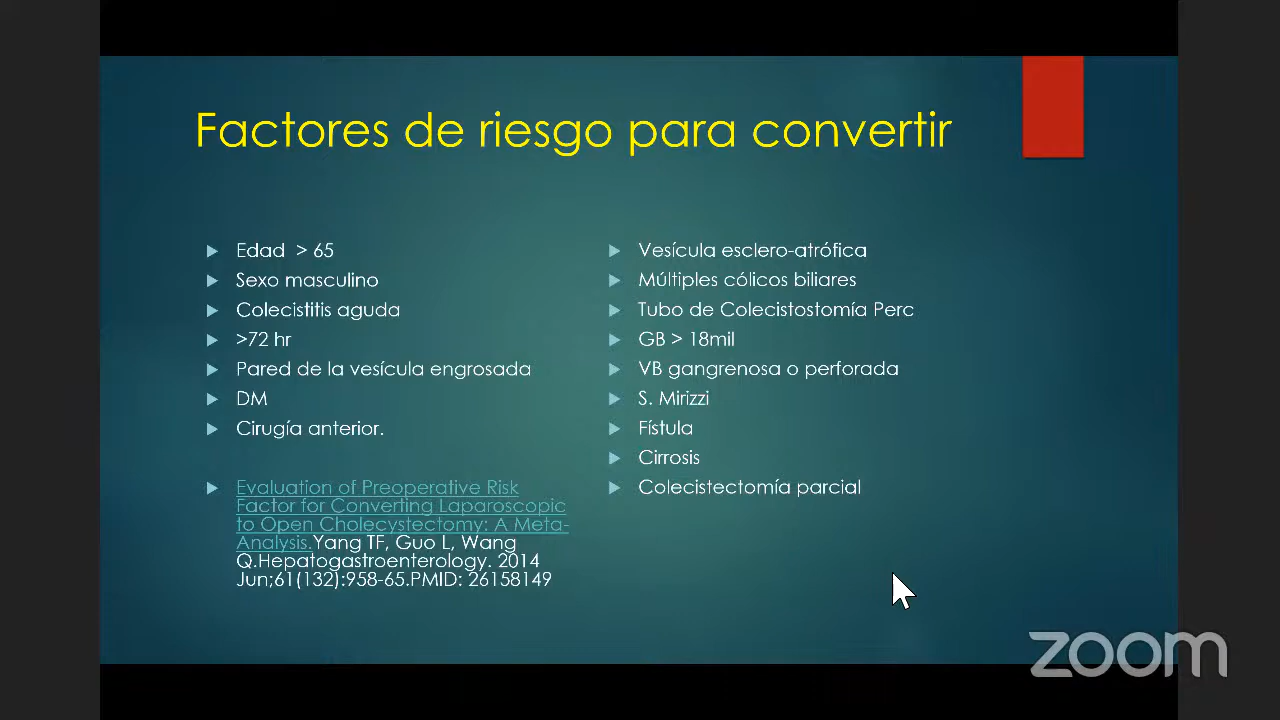 Factores de riesgo para convertir
Edad > 65
Sexo masculino
Colecistitis aguda
>72 hr
Pared de la vesícula engrosada
DM
Cirugía anterior.
Evaluation of Preoperative Risk
Factor for Converting Laparoscopic
to Open Cholecystectomy: A Meta-
Analysis.Yang TF, Guo L, Wang
Q.Hepatogastroenterology. 2014
Jun;61(132):958-65.PMID: 26158149
Vesícula esclero-atrófica
Múltiples cólicos biliares
Tubo de Colecistostomía Perc
GB > 18mil
VB gangrenosa o perforada
S. Mirizzi
Fístula
Cirrosis
Colecistectomía parcial
zoom